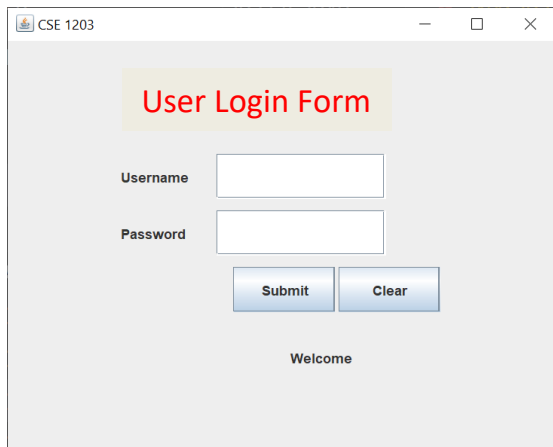 CSE 1203
User Login Form
Username
Password
Submit Clear
Welcome